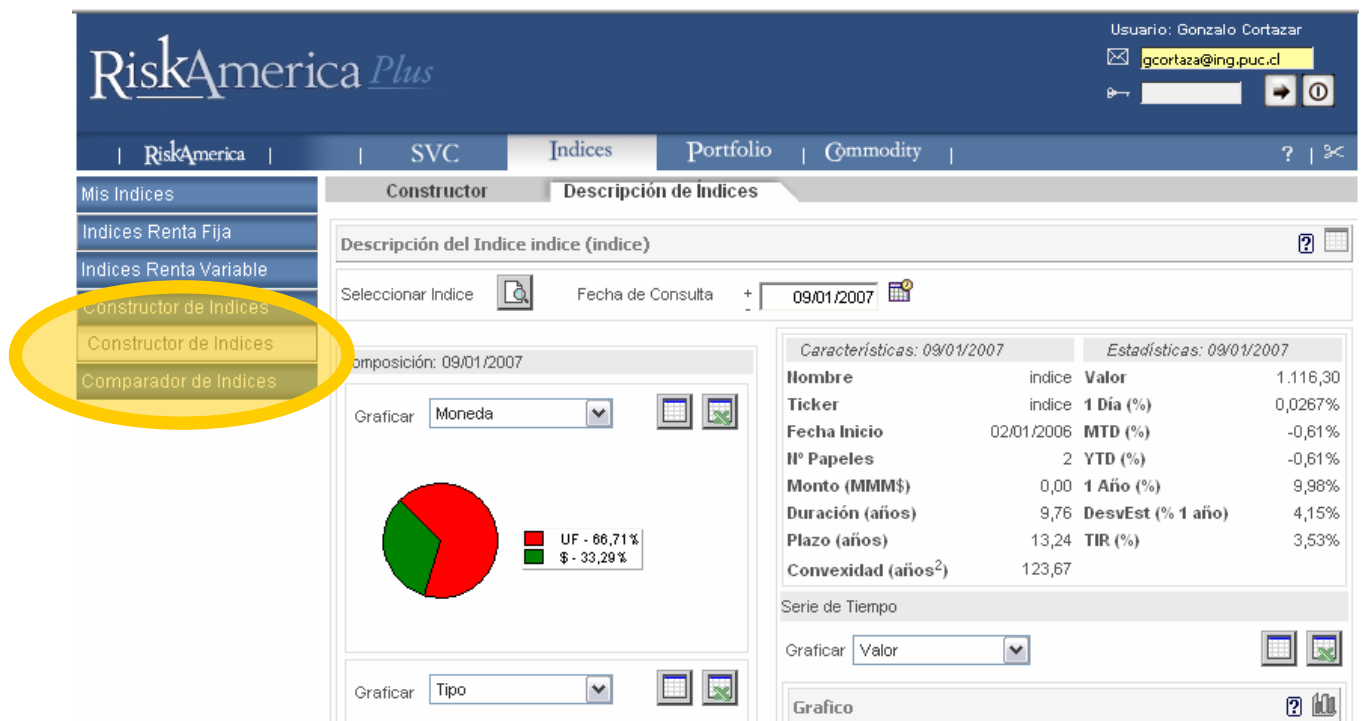 Usuario: Gonzalo Cortazar
RiskAmerica Plus
gcortaza@ing.puc.cl
| RiskAmerica | | SVC Indices Portfolio | Commodity | ? |
Mis Indices
Indices Renta Fija
Indices Renta Variable
Constructor de Indices
Constructor de Indices
Comparador de Indices
Constructor Descripción de Índices
Descripción del Indice indice (indice) ?
Seleccionar Indice Fecha de Consulta + - 09/01/2007
omposición: 09/01/2007
Graficar Moneda
UF - 66,71%
$ - 33,29%
Graficar Tipo
Características: 09/01/2007 Estadísticas: 09/01/2007
Nombre indice Valor 1.116,30
Ticker indice 1 Día (%) 0,0267%
Fecha Inicio 02/01/2006 MTD (%) -0,61%
Nº Papeles 2 YTD (%) -0,61%
Monto (MMM$) 0,00 1 Año (%) 9,98%
Duración (años) 9,76 DesvEst (% 1 año) 4,15%
Plazo (años) 13,24 TIR (%) 3,53%
Convexidad (años²) 123,67
Serie de Tiempo
Graficar Valor
Grafico ?